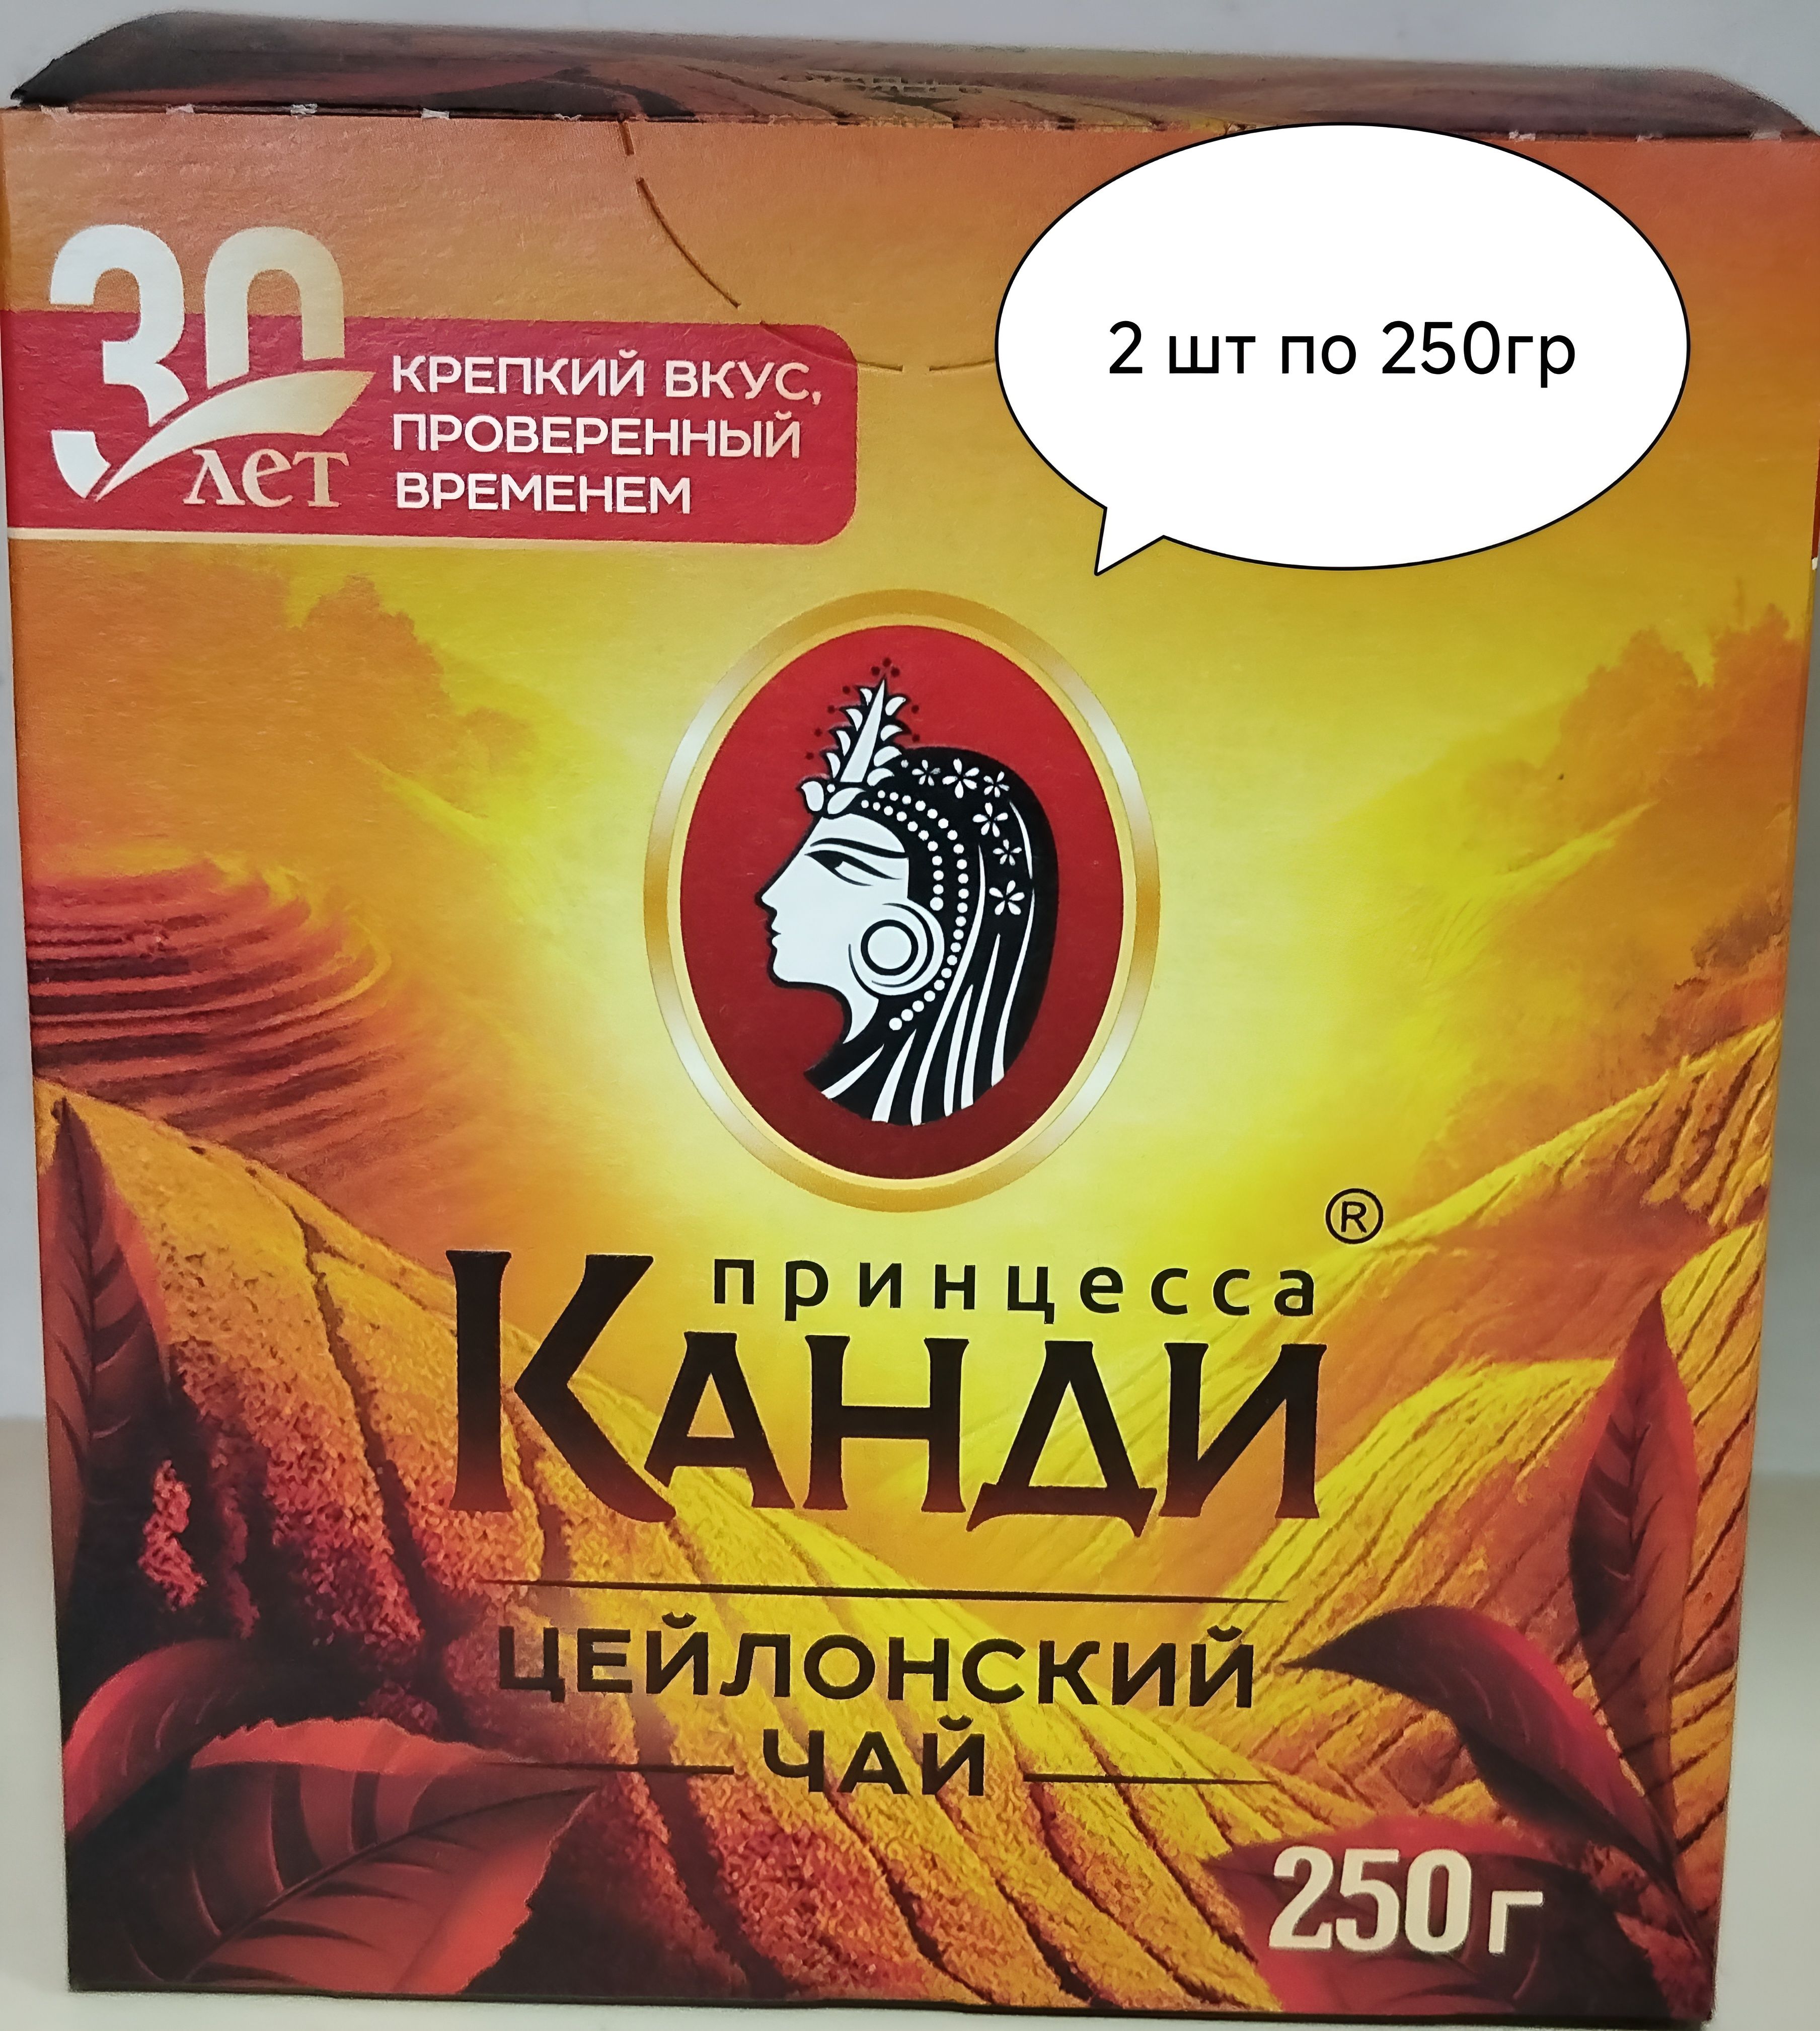 30
лет
КРЕПКИЙ ВКУС,
ПРОВЕРЕННЫЙ
ВРЕМЕНЕМ
2 шт по 250гр
®
принцесса
КАНДИ
ЦЕЙЛОНСКИЙ
ЧАЙ
250г